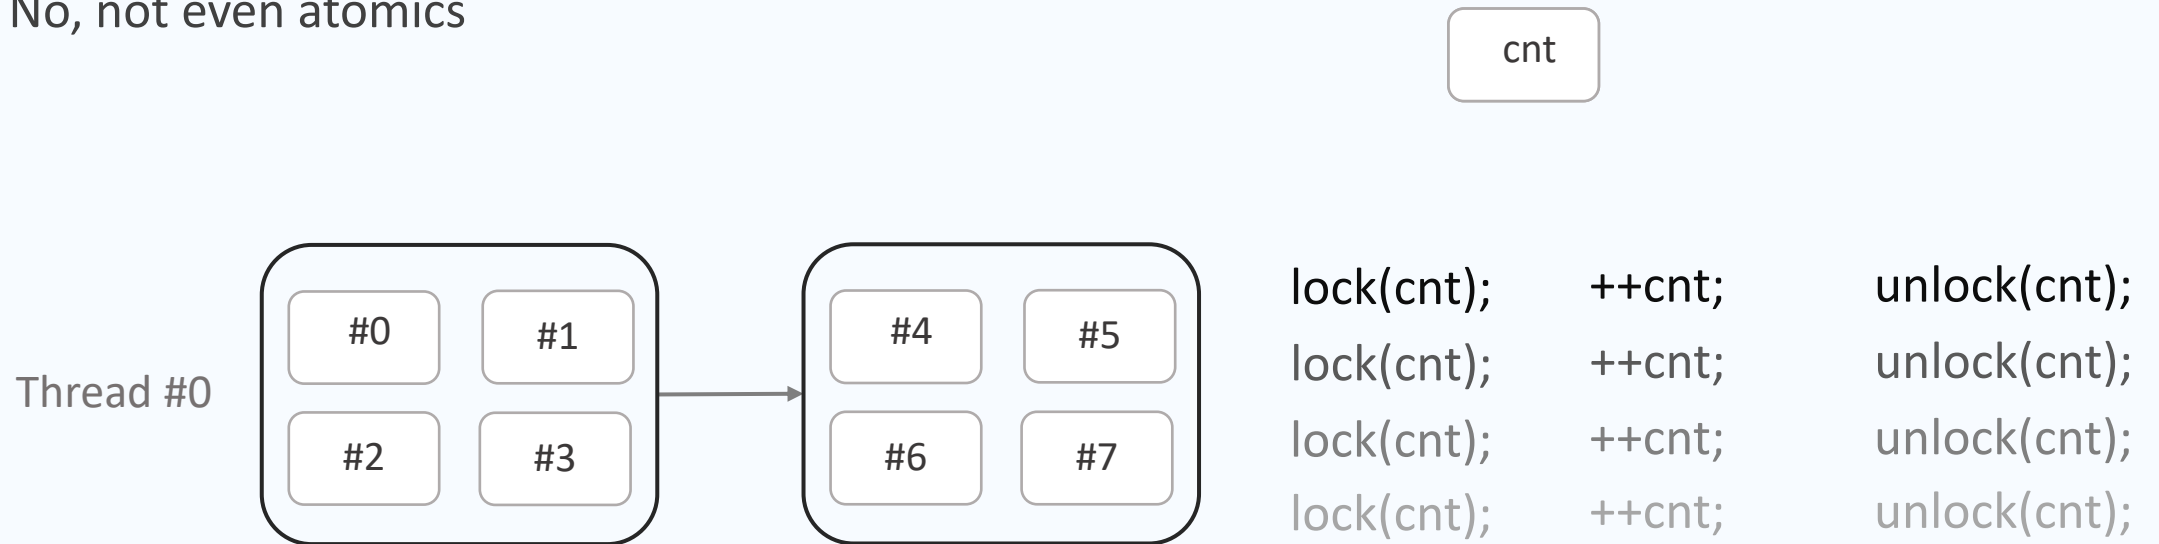 No, not even atomics
cnt
Thread #0
#0 #1
#2 #3
#4 #5
#6 #7
lock(cnt); ++cnt; unlock(cnt);
lock(cnt); ++cnt; unlock(cnt);
lock(cnt); ++cnt; unlock(cnt);
lock(cnt); ++cnt; unlock(cnt);